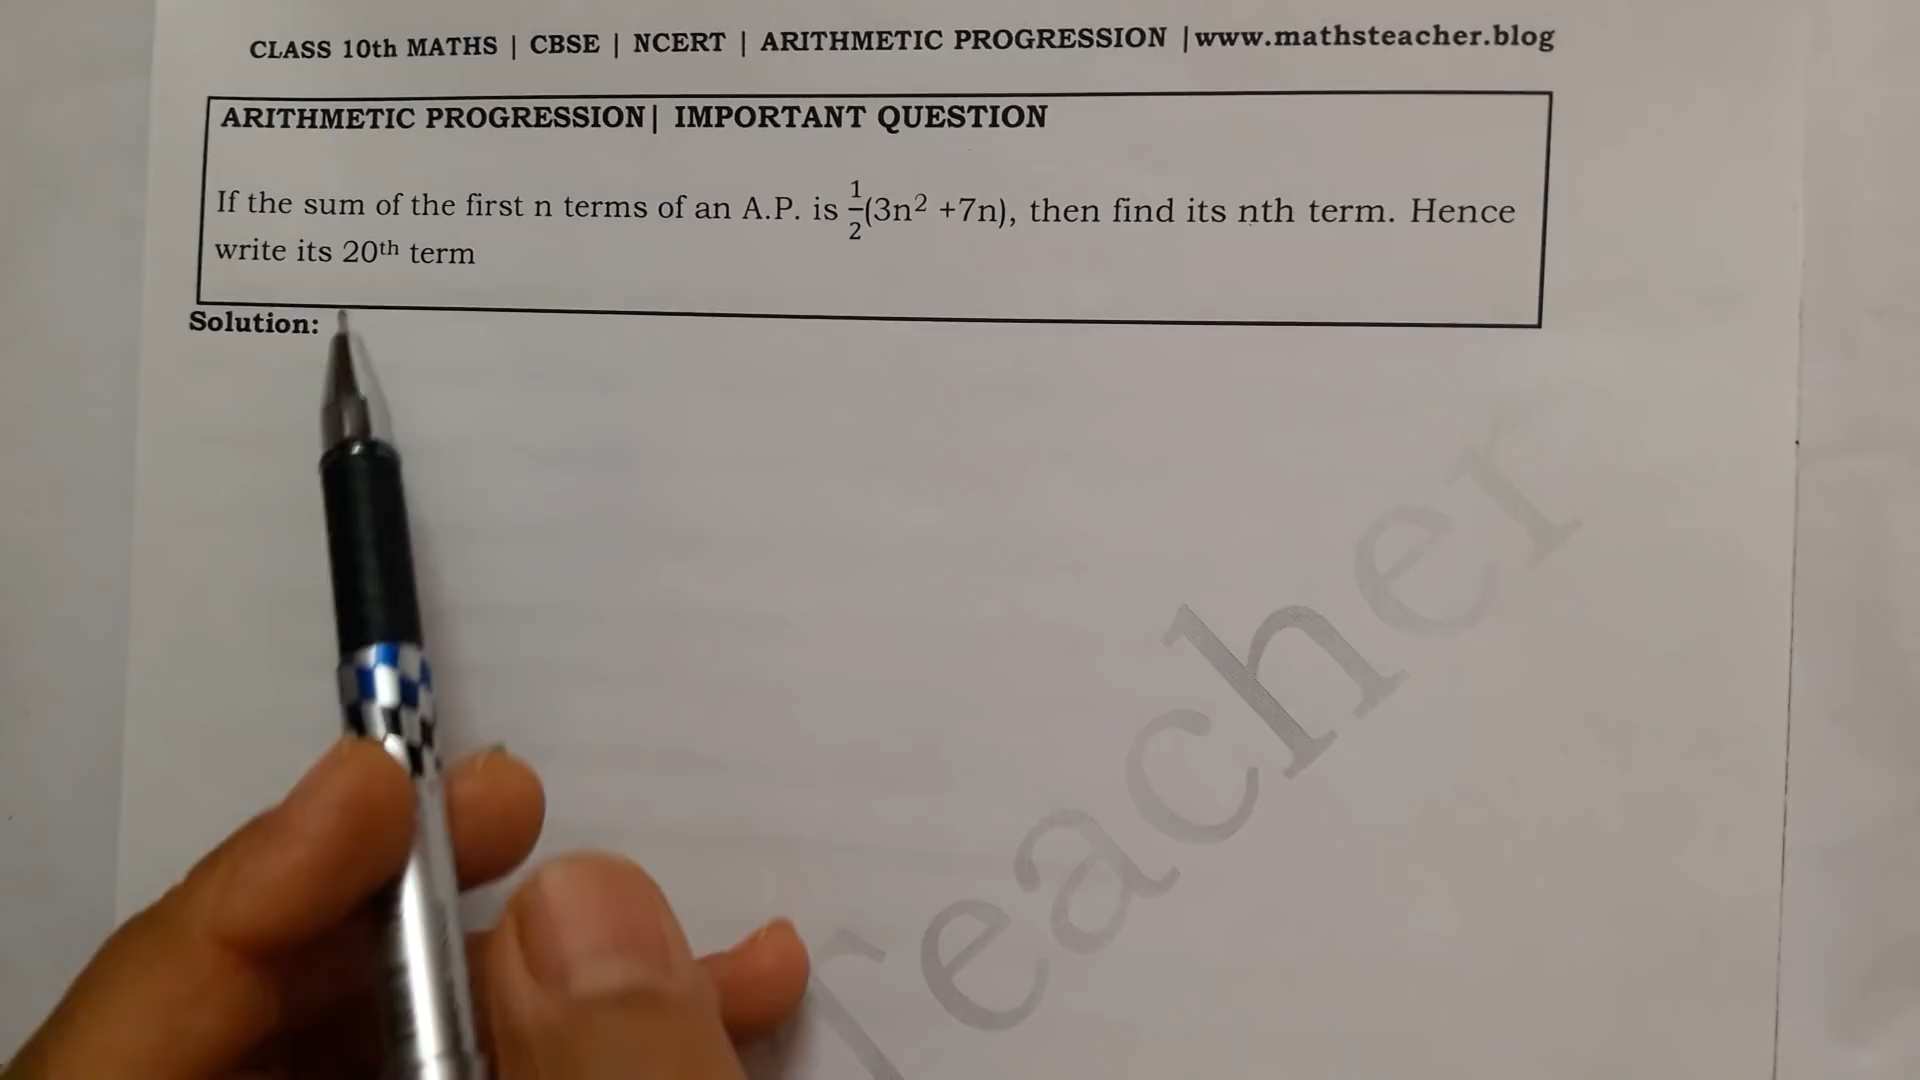 CLASS 10th MATHS | CBSE | NCERT | ARITHMETIC PROGRESSION |www.mathsteacher.blog
ARITHMETIC PROGRESSION| IMPORTANT QUESTION
If the sum of the first n terms of an A.P. is 1/2(3n² +7n), then find its nth term. Hence
write its 20th term
Solution:
Teacher